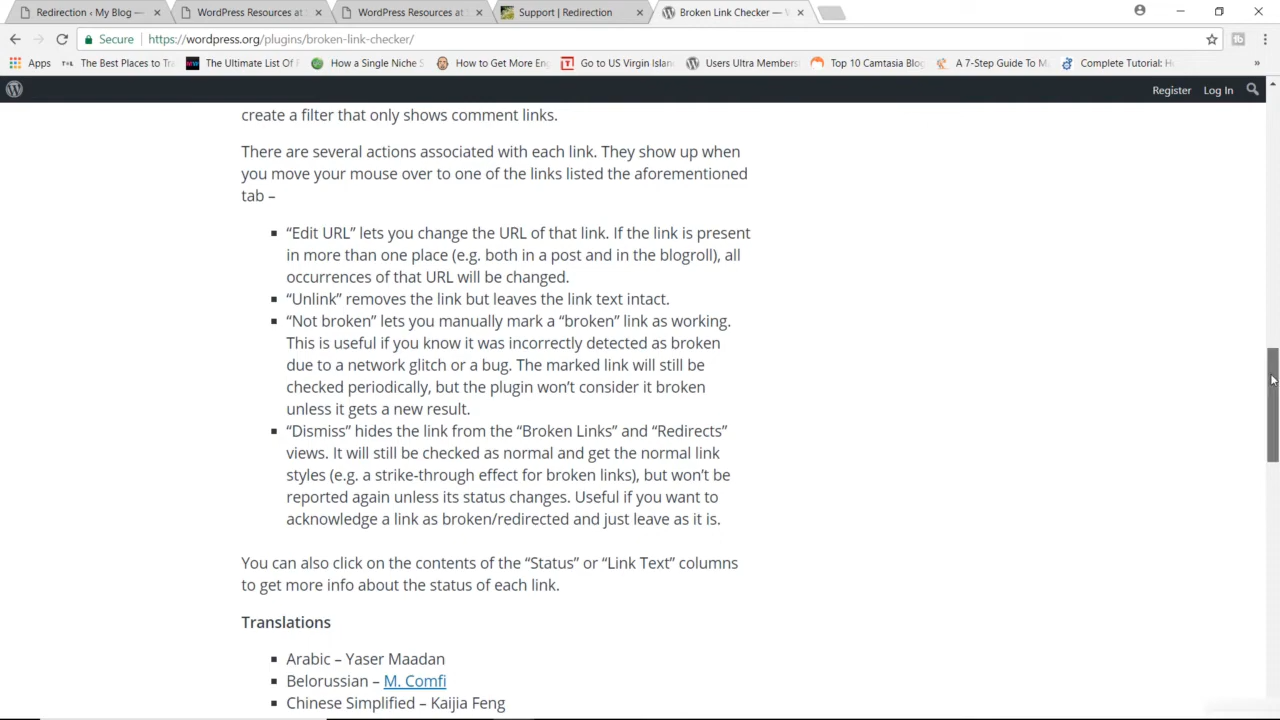 Redirection ‹ My Blog —
WordPress Resources at S
WordPress Resources at S
Support | Redirection
Broken Link Checker —
Secure
https://wordpress.org/plugins/broken-link-checker/
Apps
The Best Places to Tra
The Ultimate List Of F
How a Single Niche S
How to Get More Eng
Go to US Virgin Islan
Users Ultra Members
Top 10 Camtasia Blog
A 7-Step Guide To M
Complete Tutorial: H
»
Register
Log In
create a filter that only shows comment links.
There are several actions associated with each link. They show up when
you move your mouse over to one of the links listed the aforementioned
tab –
“Edit URL” lets you change the URL of that link. If the link is present
in more than one place (e.g. both in a post and in the blogroll), all
occurrences of that URL will be changed.
“Unlink” removes the link but leaves the link text intact.
“Not broken” lets you manually mark a “broken” link as working.
This is useful if you know it was incorrectly detected as broken
due to a network glitch or a bug. The marked link will still be
checked periodically, but the plugin won’t consider it broken
unless it gets a new result.
“Dismiss” hides the link from the “Broken Links” and “Redirects”
views. It will still be checked as normal and get the normal link
styles (e.g. a strike-through effect for broken links), but won’t be
reported again unless its status changes. Useful if you want to
acknowledge a link as broken/redirected and just leave as it is.
You can also click on the contents of the “Status” or “Link Text” columns
to get more info about the status of each link.
Translations
Arabic – Yaser Maadan
Belorussian – M. Comfi
Chinese Simplified – Kaijia Feng